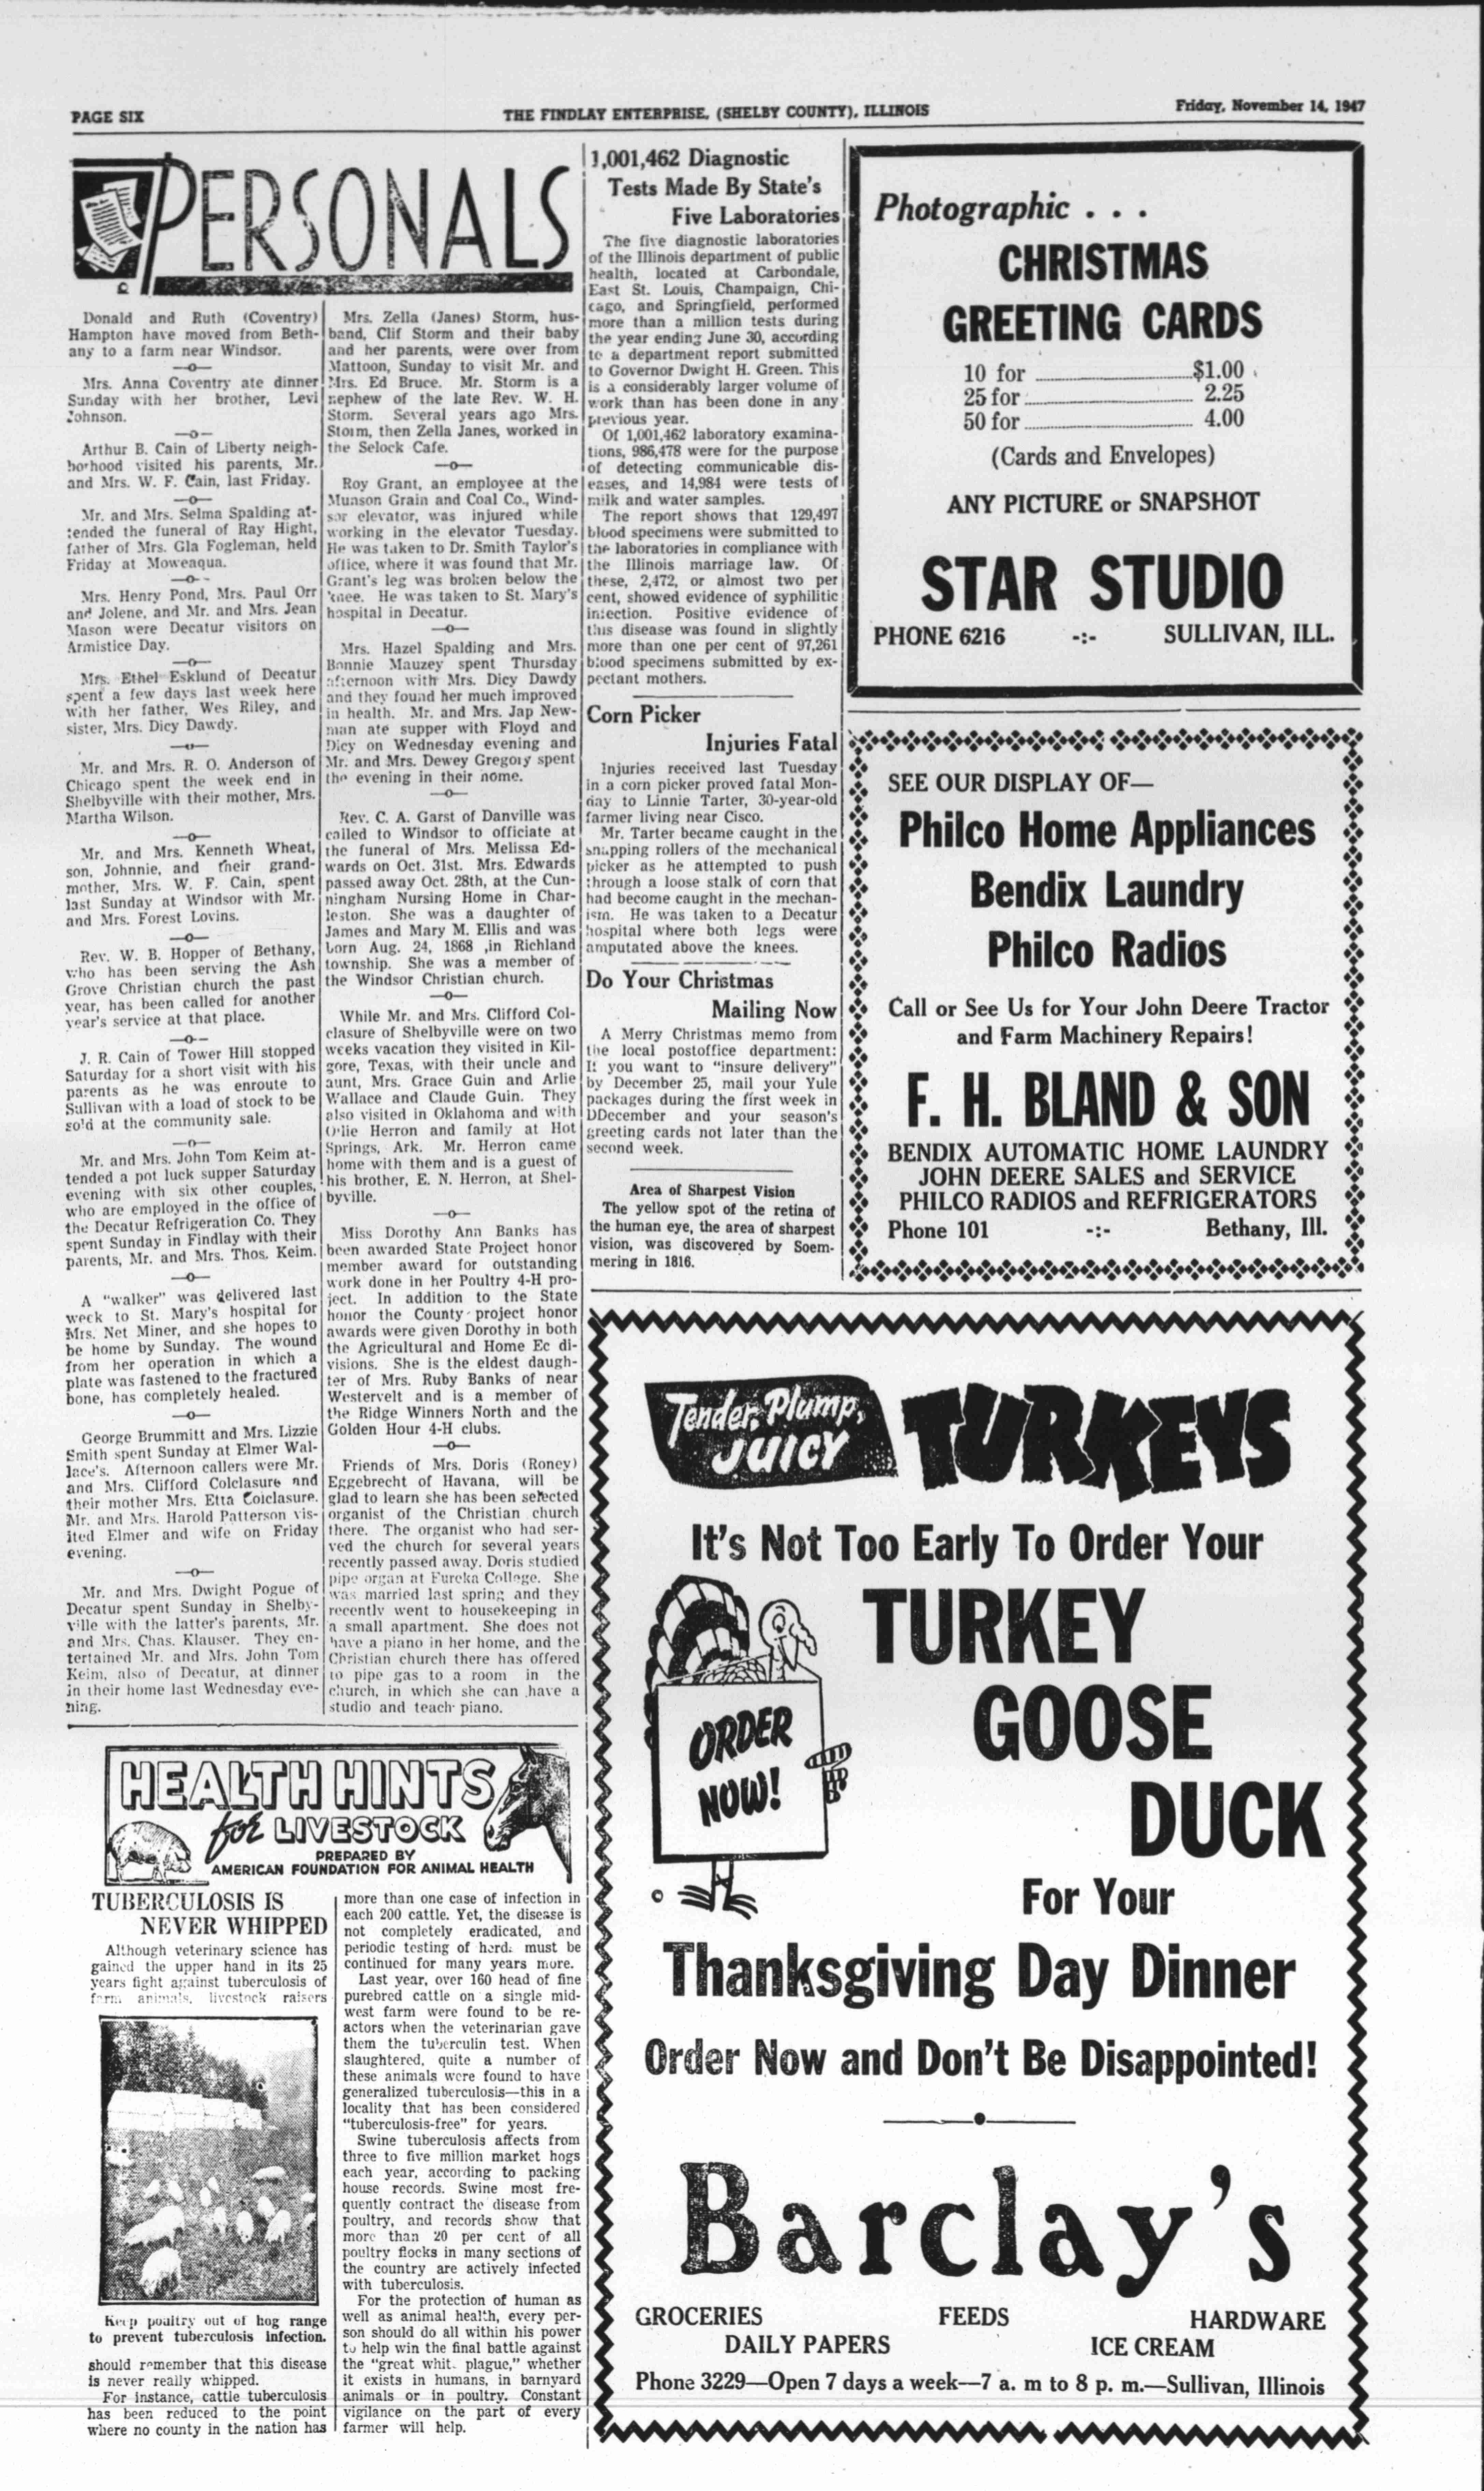 PAGE SIX
THE FINDLAY ENTERPRISE, (SHELBY COUNTY), ILLINOIS
Friday, November 14, 1947
PERSONALS
Donald and Ruth (Coventry)
Hampton have moved from Beth-
any to a farm near Windsor.
—o—
Mrs. Anna Coventry ate dinner
Sunday with her brother, Levi
Johnson.
—o—
Arthur B. Cain of Liberty neigh-
borhood visited his parents, Mr.
and Mrs. W. F. Cain, last Friday.
—o—
Mr. and Mrs. Selma Spalding at-
tended the funeral of Ray Hight,
father of Mrs. Gla Fogleman, held
Friday at Moweaqua.
—o—
Mrs. Henry Pond, Mrs. Paul Orr
and Jolene, and Mr. and Mrs. Jean
Mason were Decatur visitors on
Armistice Day.
—o—
Mrs. Ethel Esklund of Decatur
spent a few days last week here
with her father, Wes Riley, and
sister, Mrs. Dicy Dawdy.
—o—
Mr. and Mrs. R. O. Anderson of
Chicago spent the week end in
Shelbyville with their mother, Mrs.
Martha Wilson.
—o—
Mr. and Mrs. Kenneth Wheat,
son, Johnnie, and their grand-
mother, Mrs. W. F. Cain, spent
last Sunday at Windsor with Mr.
and Mrs. Forest Lovins.
—o—
Rev. W. B. Hopper of Bethany,
who has been serving the Ash
Grove Christian church the past
year, has been called for another
year's service at that place.
—o—
J. R. Cain of Tower Hill stopped
Saturday for a short visit with his
parents as he was enroute to
Sullivan with a load of stock to be
sold at the community sale.
—o—
Mr. and Mrs. John Tom Keim at-
tended a pot luck supper Saturday
evening with six other couples,
who are employed in the office of
the Decatur Refrigeration Co. They
spent Sunday in Findlay with their
parents, Mr. and Mrs. Thos. Keim.
—o—
A "walker" was delivered last
week to St. Mary's hospital for
Mrs. Net Miner, and she hopes to
be home by Sunday. The wound
from her operation in which a
plate was fastened to the fractured
bone, has completely healed.
—o—
George Brummitt and Mrs. Lizzie
Smith spent Sunday at Elmer Wal-
lace's. Afternoon callers were Mr.
and Mrs. Clifford Colclasure and
their mother Mrs. Etta Colclasure.
Mr. and Mrs. Harold Patterson vis-
ited Elmer and wife on Friday
evening.
—o—
Mr. and Mrs. Dwight Pogue of
Decatur spent Sunday in Shelby-
ville with the latter's parents, Mr.
and Mrs. Chas. Klauser. They en-
tertained Mr. and Mrs. John Tom
Keim, also of Decatur, at dinner
in their home last Wednesday eve-
ning.
Mrs. Zella (Janes) Storm, hus-
band, Clif Storm and their baby
and her parents, were over from
Mattoon, Sunday to visit Mr. and
Mrs. Ed Bruce. Mr. Storm is a
nephew of the late Rev. W. H.
Storm. Several years ago Mrs.
Storm, then Zella Janes, worked in
the Selock Cafe.
—o—
Roy Grant, an employee at the
Munson Grain and Coal Co., Wind-
sor elevator, was injured while
working in the elevator Tuesday.
He was taken to Dr. Smith Taylor's
office, where it was found that Mr.
Grant's leg was broken below the
knee. He was taken to St. Mary's
hospital in Decatur.
—o—
Mrs. Hazel Spalding and Mrs.
Bonnie Mauzey spent Thursday
afternoon with Mrs. Dicy Dawdy
and they found her much improved
in health. Mr. and Mrs. Jap New-
man ate supper with Floyd and
Dicy on Wednesday evening and
Mr. and Mrs. Dewey Gregory spent
the evening in their home.
—o—
Rev. C. A. Garst of Danville was
called to Windsor to officiate at
the funeral of Mrs. Melissa Ed-
wards on Oct. 31st. Mrs. Edwards
passed away Oct. 28th, at the Cun-
ningham Nursing Home in Char-
leston. She was a daughter of
James and Mary M. Ellis and was
born Aug. 24, 1868 ,in Richland
township. She was a member of
the Windsor Christian church.
—o—
While Mr. and Mrs. Clifford Col-
clasure of Shelbyville were on two
weeks vacation they visited in Kil-
gore, Texas, with their uncle and
aunt, Mrs. Grace Guin and Arlie
Wallace and Claude Guin. They
also visited in Oklahoma and with
Olie Herron and family at Hot
Springs, Ark. Mr. Herron came
home with them and is a guest of
his brother, E. N. Herron, at Shel-
byville.
—o—
Miss Dorothy Ann Banks has
been awarded State Project honor
member award for outstanding
work done in her Poultry 4-H pro-
ject. In addition to the State
honor the County project honor
awards were given Dorothy in both
the Agricultural and Home Ec di-
visions. She is the eldest daugh-
ter of Mrs. Ruby Banks of near
Westervelt and is a member of
the Ridge Winners North and the
Golden Hour 4-H clubs.
—o—
Friends of Mrs. Doris (Roney)
Eggebrecht of Havana, will be
glad to learn she has been selected
organist of the Christian church
there. The organist who had ser-
ved the church for several years
recently passed away. Doris studied
pipe organ at Eureka College. She
was married last spring and they
recently went to housekeeping in
a small apartment. She does not
have a piano in her home, and the
Christian church there has offered
to pipe gas to a room in the
church, in which she can have a
studio and teach piano.
HEALTH HINTS
for LIVESTOCK
PREPARED BY
AMERICAN FOUNDATION FOR ANIMAL HEALTH
TUBERCULOSIS IS
NEVER WHIPPED
Although veterinary science has
gained the upper hand in its 25
years fight against tuberculosis of
farm animals, livestock raisers
Keep poultry out of hog range
to prevent tuberculosis infection.
should remember that this disease
is never really whipped.
For instance, cattle tuberculosis
has been reduced to the point
where no county in the nation has
more than one case of infection in
each 200 cattle. Yet, the disease is
not completely eradicated, and
periodic testing of herds must be
continued for many years more.
Last year, over 160 head of fine
purebred cattle on a single mid-
west farm were found to be re-
actors when the veterinarian gave
them the tuberculin test. When
slaughtered, quite a number of
these animals were found to have
generalized tuberculosis—this in a
locality that has been considered
"tuberculosis-free" for years.
Swine tuberculosis affects from
three to five million market hogs
each year, according to packing
house records. Swine most fre-
quently contract the disease from
poultry, and records show that
more than 20 per cent of all
poultry flocks in many sections of
the country are actively infected
with tuberculosis.
For the protection of human as
well as animal health, every per-
son should do all within his power
to help win the final battle against
the "great white plague," whether
it exists in humans, in barnyard
animals or in poultry. Constant
vigilance on the part of every
farmer will help.
1,001,462 Diagnostic
Tests Made By State's
Five Laboratories
The five diagnostic laboratories
of the Illinois department of public
health, located at Carbondale,
East St. Louis, Champaign, Chi-
cago, and Springfield, performed
more than a million tests during
the year ending June 30, according
to a department report submitted
to Governor Dwight H. Green. This
is a considerably larger volume of
work than has been done in any
previous year.
Of 1,001,462 laboratory examina-
tions, 986,478 were for the purpose
of detecting communicable dis-
eases, and 14,984 were tests of
milk and water samples.
The report shows that 129,497
blood specimens were submitted to
the laboratories in compliance with
the Illinois marriage law. Of
these, 2,472, or almost two per
cent, showed evidence of syphilitic
infection. Positive evidence of
this disease was found in slightly
more than one per cent of 97,261
blood specimens submitted by ex-
pectant mothers.
Corn Picker
Injuries Fatal
Injuries received last Tuesday
in a corn picker proved fatal Mon-
day to Linnie Tarter, 30-year-old
farmer living near Cisco.
Mr. Tarter became caught in the
snapping rollers of the mechanical
picker as he attempted to push
through a loose stalk of corn that
had become caught in the mechan-
ism. He was taken to a Decatur
hospital where both legs were
amputated above the knees.
Do Your Christmas
Mailing Now
A Merry Christmas memo from
the local postoffice department:
If you want to "insure delivery"
by December 25, mail your Yule
packages during the first week in
DDecember and your season's
greeting cards not later than the
second week.
Area of Sharpest Vision
The yellow spot of the retina of
the human eye, the area of sharpest
vision, was discovered by Soem-
mering in 1816.
Photographic . . .
CHRISTMAS
GREETING CARDS
10 for ........ $1.00
25 for ........ 2.25
50 for ........ 4.00
(Cards and Envelopes)
ANY PICTURE or SNAPSHOT
STAR STUDIO
PHONE 6216 -:- SULLIVAN, ILL.
SEE OUR DISPLAY OF—
Philco Home Appliances
Bendix Laundry
Philco Radios
Call or See Us for Your John Deere Tractor
and Farm Machinery Repairs!
F. H. BLAND & SON
BENDIX AUTOMATIC HOME LAUNDRY
JOHN DEERE SALES and SERVICE
PHILCO RADIOS and REFRIGERATORS
Phone 101 -:- Bethany, Ill.
Tender, Plump,
JUICY
TURKEYS
It's Not Too Early To Order Your
TURKEY
GOOSE
DUCK
ORDER
NOW!
For Your
Thanksgiving Day Dinner
Order Now and Don't Be Disappointed!
Barclay's
GROCERIES FEEDS HARDWARE
DAILY PAPERS ICE CREAM
Phone 3229—Open 7 days a week—7 a. m to 8 p. m.—Sullivan, Illinois